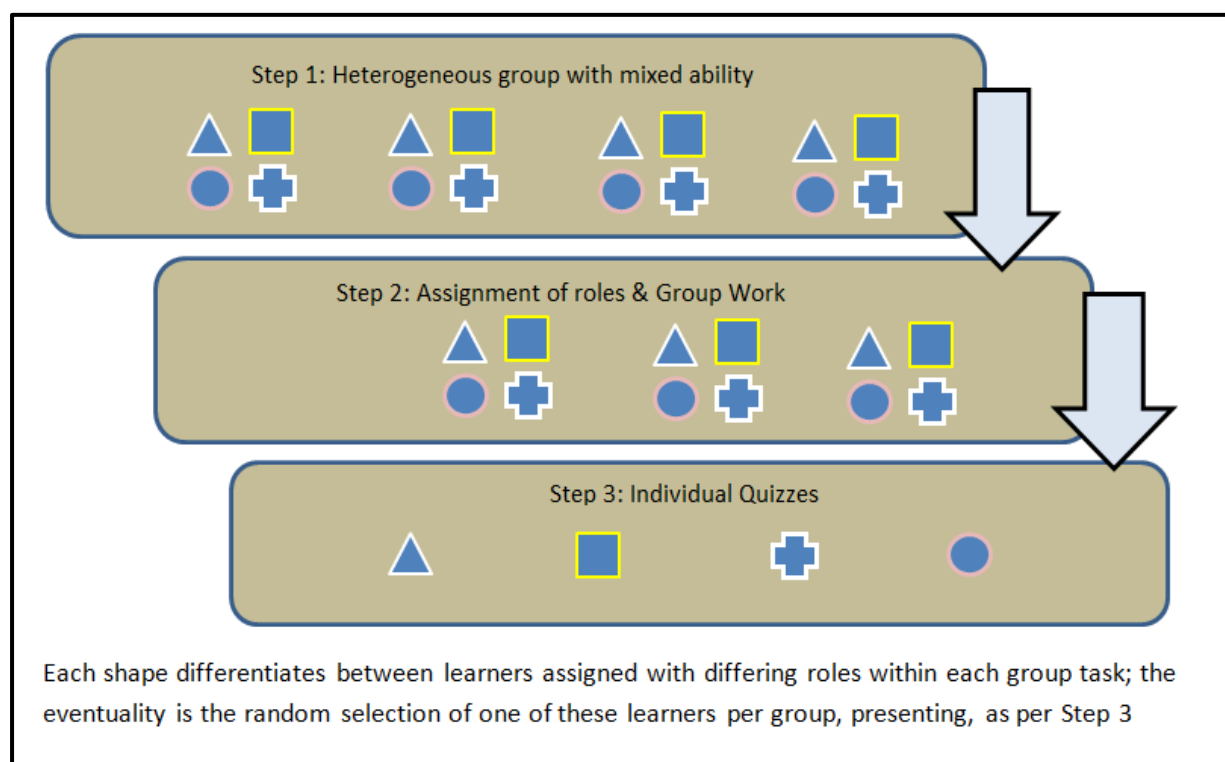 Step 1: Heterogeneous group with mixed ability
Step 2: Assignment of roles & Group Work
Step 3: Individual Quizzes
Each shape differentiates between learners assigned with differing roles within each group task; the
eventuality is the random selection of one of these learners per group, presenting, as per Step 3